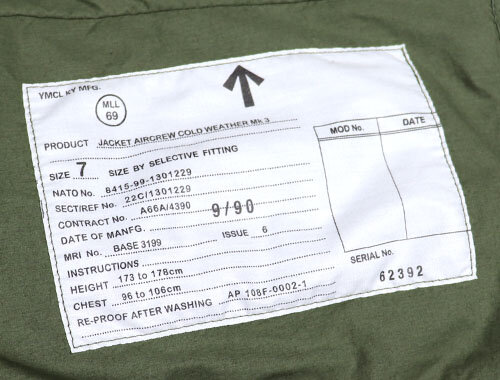 YMCL KY MFG.
MLL
69
PRODUCT JACKET AIRCREW COLD WEATHER MK 3
SIZE 7 SIZE BY SELECTIVE FITTING
NATO No. 8415-99-1301229
SECT/REF No. 22C/1301229
CONTRACT No. A66A/4390
DATE OF MANFG. 9/90
MRI No. BASE 3199 ISSUE 6
INSTRUCTIONS
HEIGHT 173 to 178cm
CHEST 96 to 106cm
RE-PROOF AFTER WASHING AP 108F-0002-1
MOD No. DATE
SERIAL No.
62392